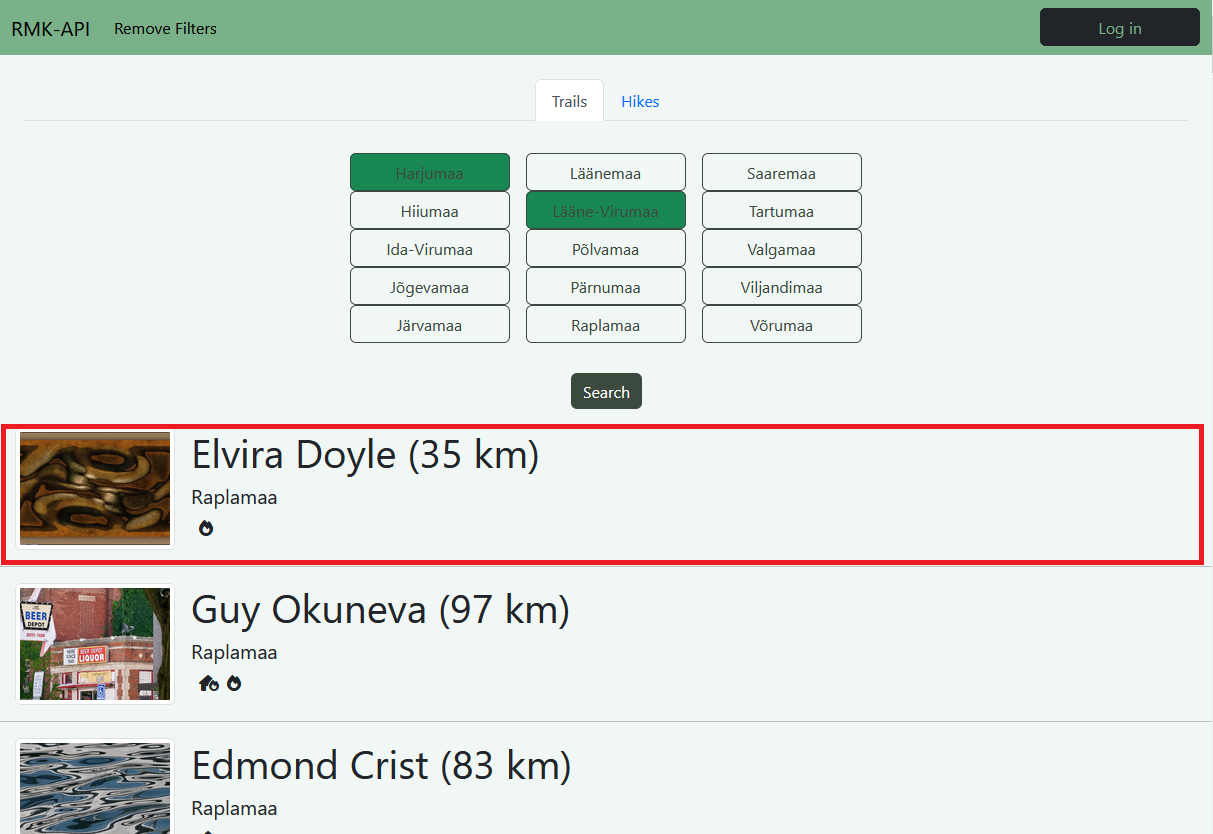 RMK-API Remove Filters Log in
Trails Hikes
Harjumaa Läänemaa Saaremaa
Hiiumaa Lääne-Virumaa Tartumaa
Ida-Virumaa Põlvamaa Valgamaa
Jõgevamaa Pärnumaa Viljandimaa
Järvamaa Raplamaa Võrumaa
Search
Elvira Doyle (35 km)
Raplamaa
Guy Okuneva (97 km)
Raplamaa
BEER
DEPOT
BEER DEPOT
LIQUOR
Edmond Crist (83 km)
Raplamaa